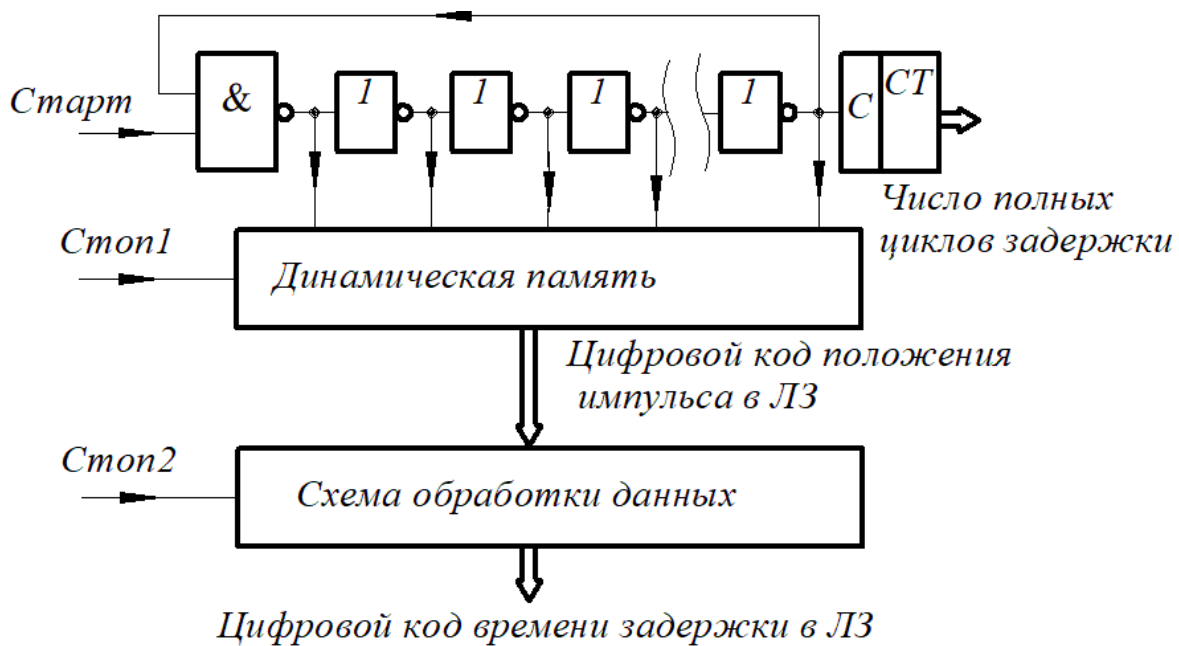 Старт
&
1
1
1
1
C
CT
Число полных
циклов задержки
Стоп1
Динамическая память
Цифровой код положения
импульса в ЛЗ
Стоп2
Схема обработки данных
Цифровой код времени задержки в ЛЗ